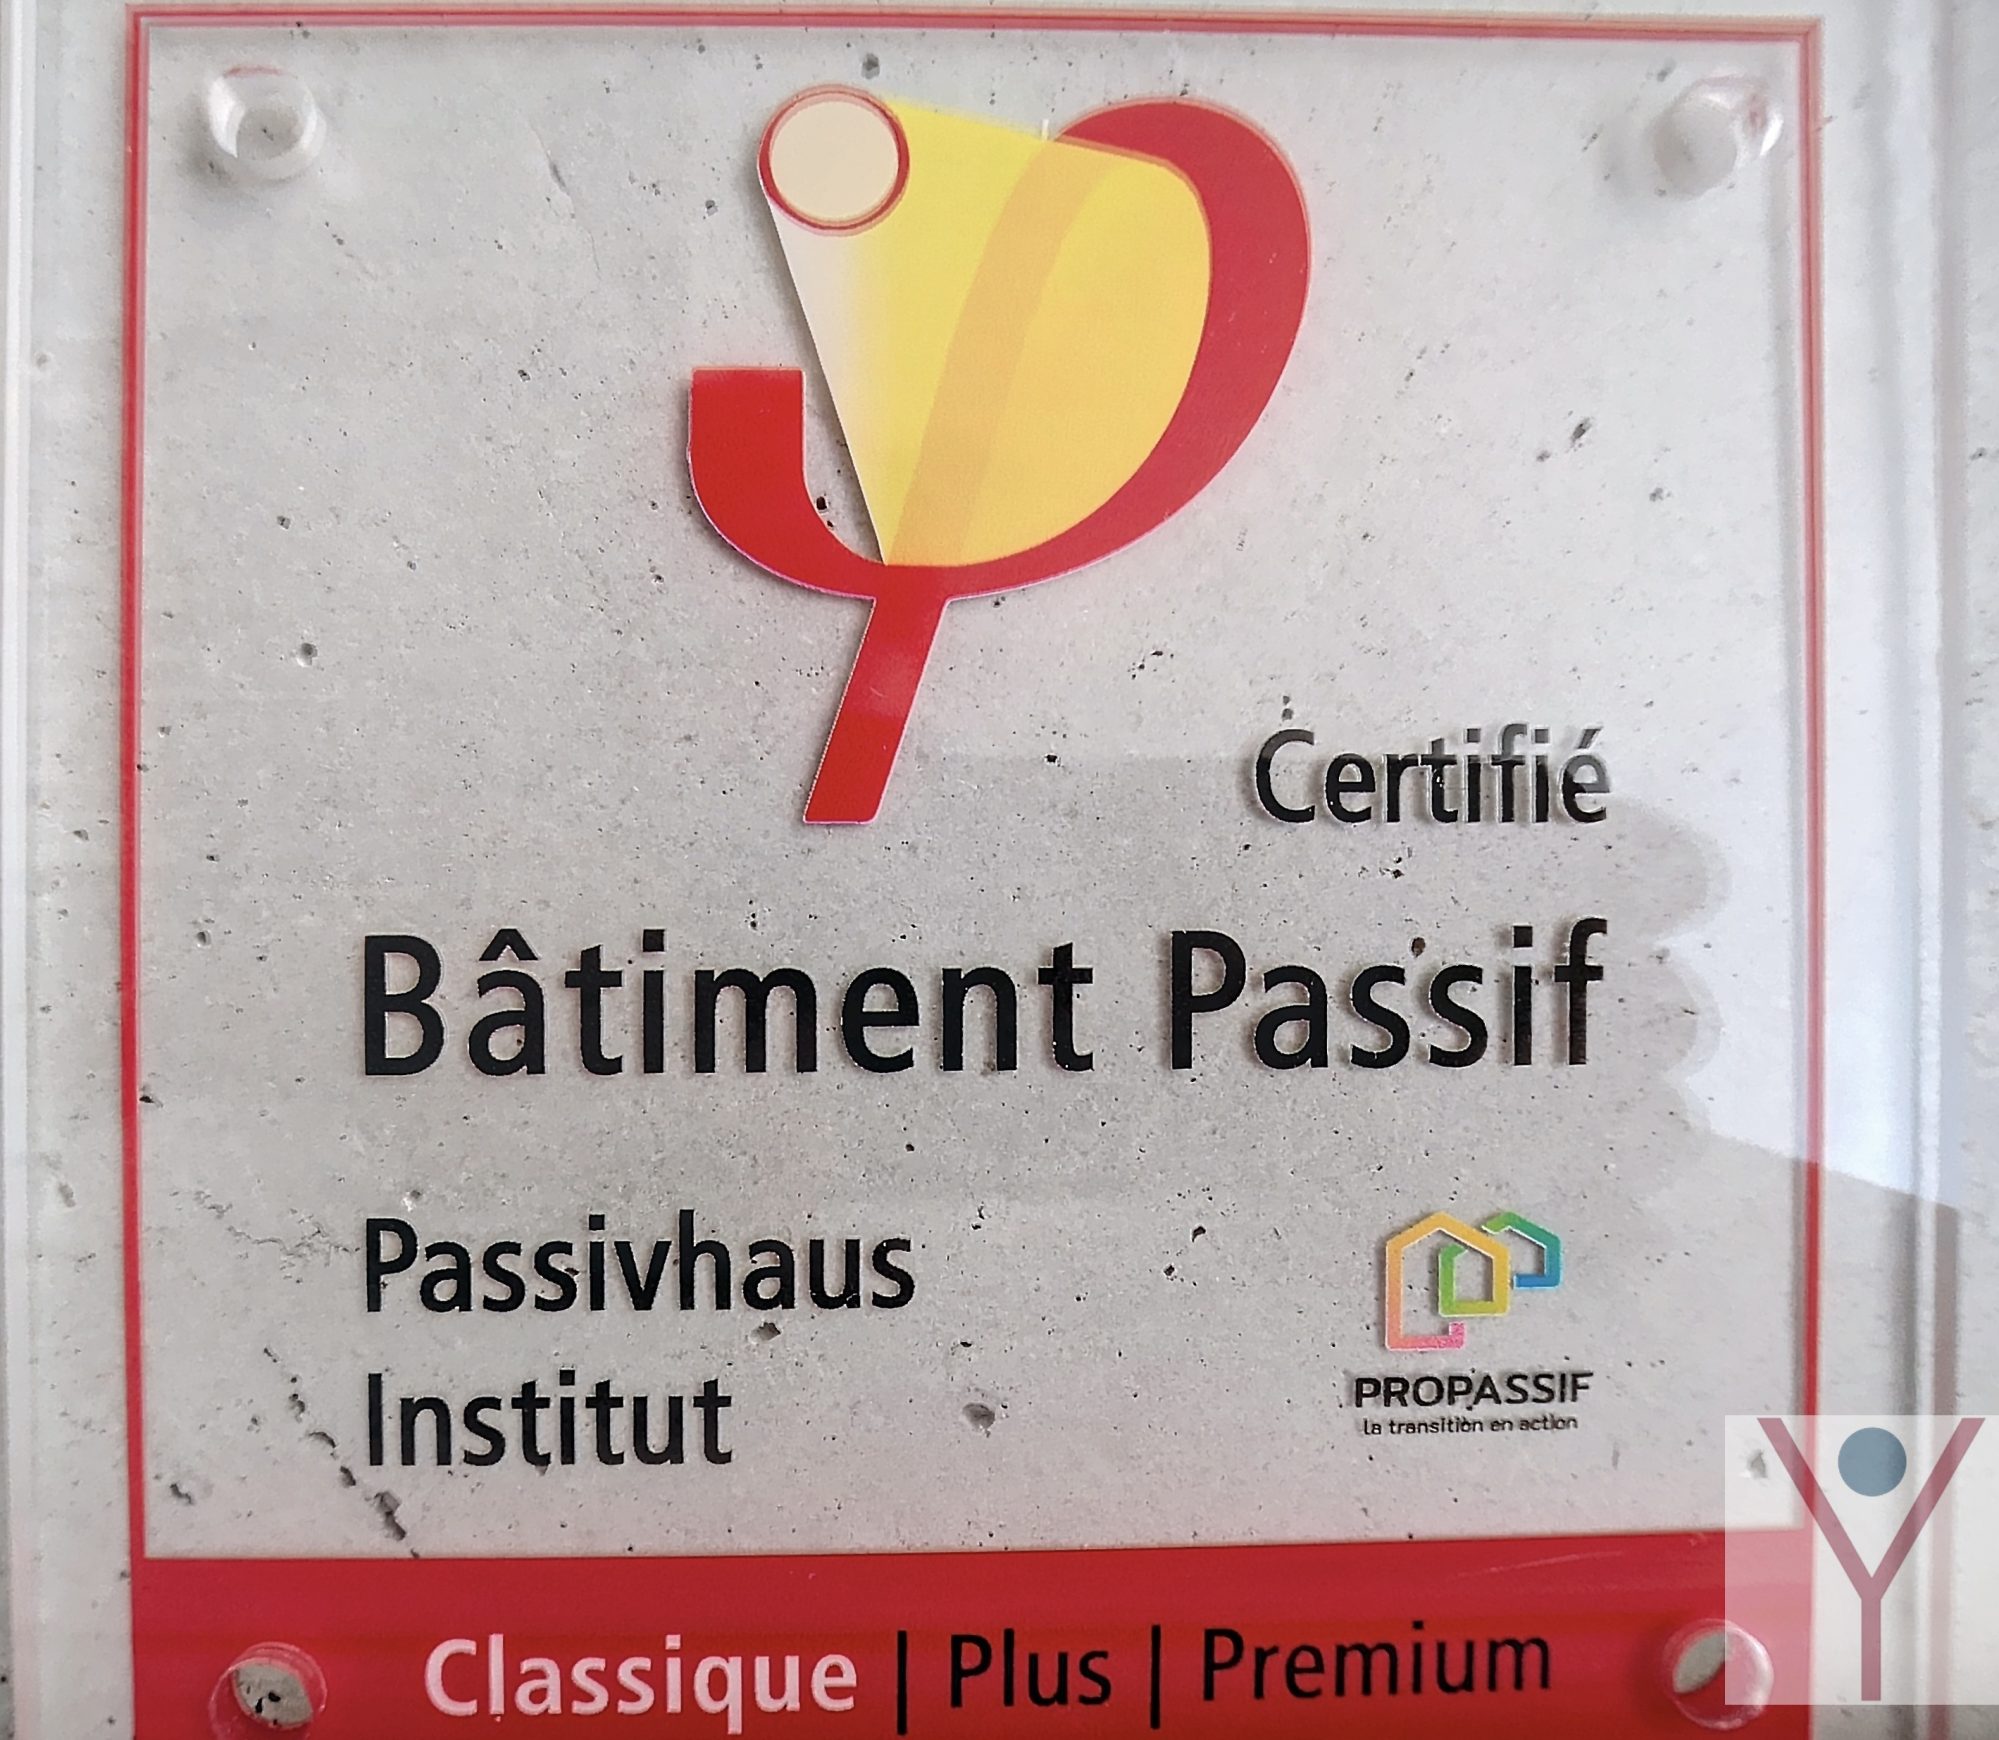 Certifié
Bâtiment Passif
Passivhaus
Institut
PROPASSIF
la transition en action
Classique | Plus | Premium